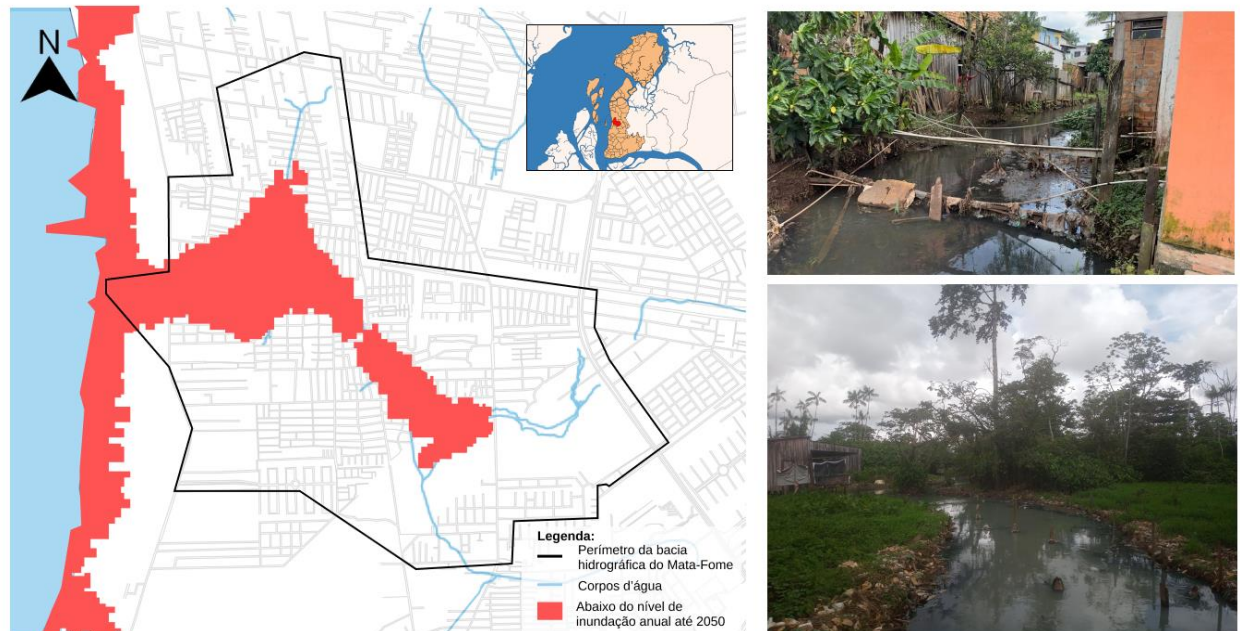 N
Legenda:
Perímetro da bacia
hidrográfica do Mata-Fome
Corpos d'água
Abaixo do nível de
inundação anual até 2050